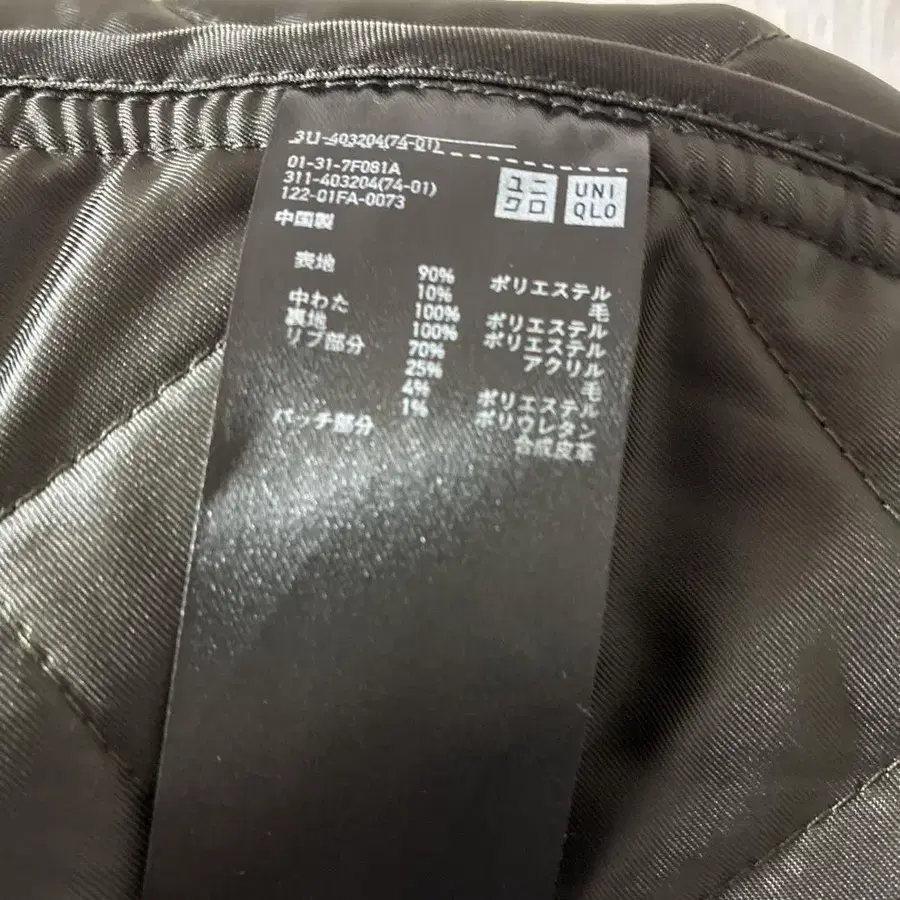 311-403204(74-01)
01-31-7F081A
311-403204(74-01)
122-01FA-0073
中国製
ユニ
クロ
UNI
QLO
表地 90% ポリエステル
10% 毛
中わた 100% ポリエステル
裏地 100% ポリエステル
リブ部分 70% アクリル
25% 毛
4% ポリエステル
1% ポリウレタン
パッチ部分 合成皮革